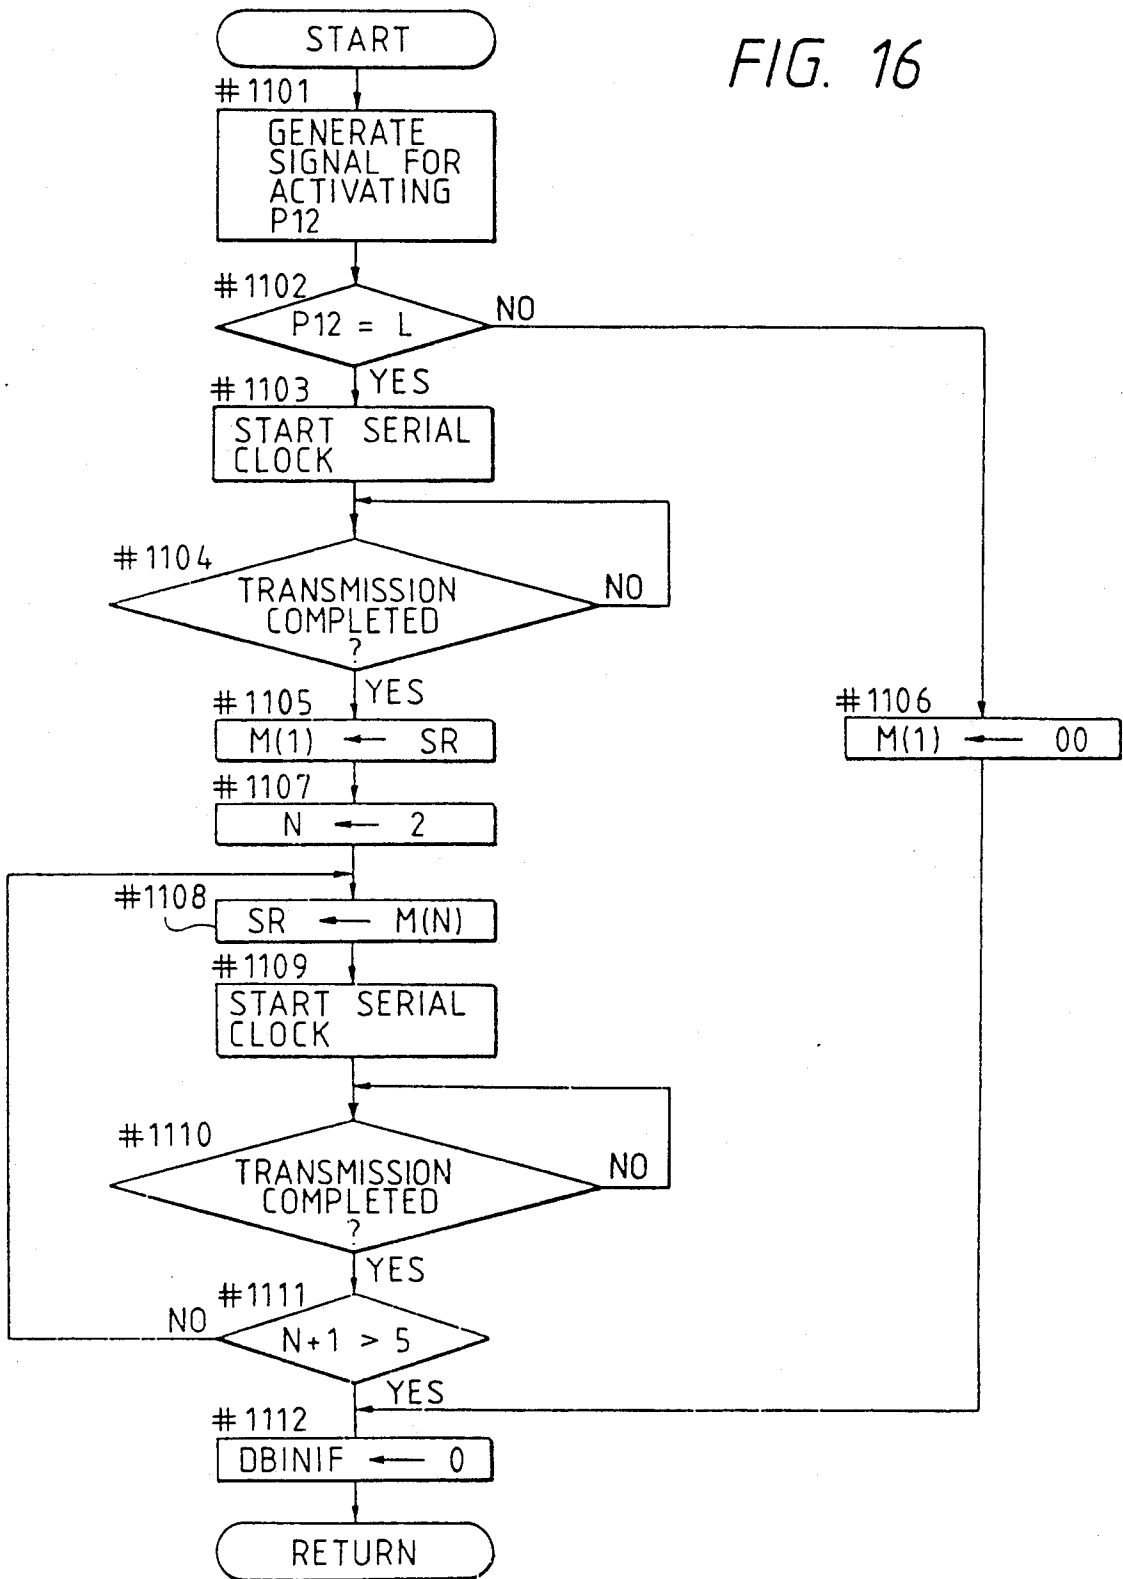 START
FIG. 16
#1101
GENERATE
SIGNAL FOR
ACTIVATING
P12
#1102
P12 = L
NO
YES
#1103
START SERIAL
CLOCK
#1104
TRANSMISSION
COMPLETED
?
NO
YES
#1105
M(1) ← SR
#1106
M(1) ← 00
#1107
N ← 2
#1108
SR ← M(N)
#1109
START SERIAL
CLOCK
#1110
TRANSMISSION
COMPLETED
?
NO
YES
#1111
NO
N+1 > 5
YES
#1112
DBINIF ← 0
RETURN